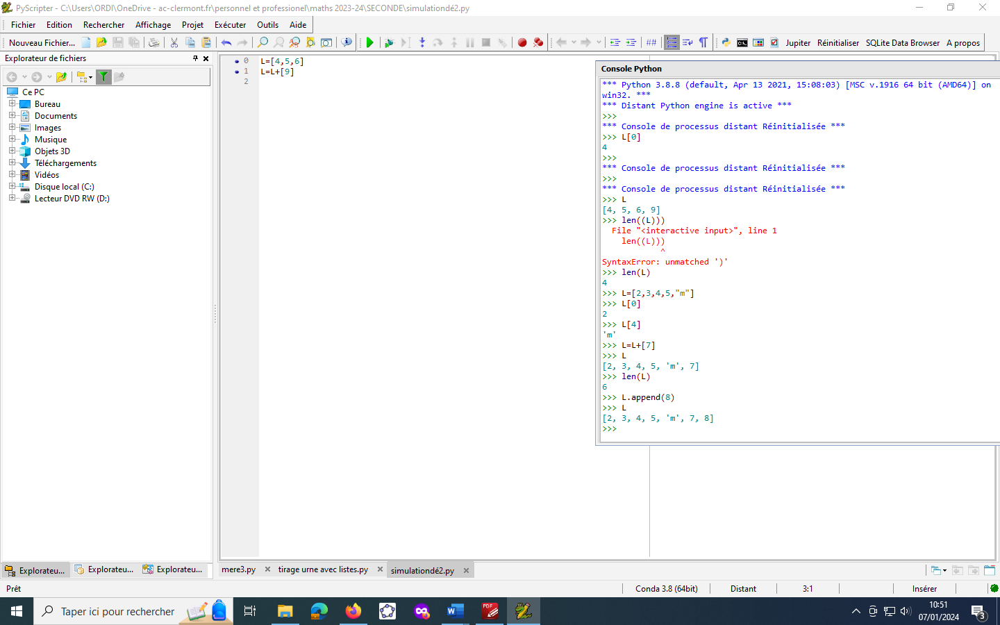 PyScripter - C:\Users\ORDI\OneDrive - ac-clermont.fr\personnel et professionel\maths 2023-24\SECONDE\simulationdé2.py
Fichier Edition Rechercher Affichage Projet Exécuter Outils Aide
Nouveau Fichier... Jupiter Réinitialiser SQLite Data Browser A propos
Explorateur de fichiers
Ce PC
Bureau
Documents
Images
Musique
Objets 3D
Téléchargements
Vidéos
Disque local (C:)
Lecteur DVD RW (D:)
0 L=[4,5,6]
1 L=L+[9]
2
Console Python
*** Python 3.8.8 (default, Apr 13 2021, 15:08:03) [MSC v.1916 64 bit (AMD64)] on
win32. ***
*** Distant Python engine is active ***
>>>
*** Console de processus distant Réinitialisée ***
>>> L[0]
4
>>>
*** Console de processus distant Réinitialisée ***
>>>
*** Console de processus distant Réinitialisée ***
>>> L
[4, 5, 6, 9]
>>> len((L)))
File "<interactive input>", line 1
len((L)))
^
SyntaxError: unmatched ')'
>>> len(L)
4
>>> L=[2,3,4,5,"m"]
>>> L[0]
2
>>> L[4]
'm'
>>> L=L+[7]
>>> L
[2, 3, 4, 5, 'm', 7]
>>> len(L)
6
>>> L.append(8)
>>> L
[2, 3, 4, 5, 'm', 7, 8]
>>>
Explorateu... Explorateu... Explorateu...
mere3.py tirage urne avec listes.py simulationdé2.py
Prêt Conda 3.8 (64bit) Distant 3:1 Insérer
Taper ici pour rechercher
PDF
10:51
07/01/2024
3